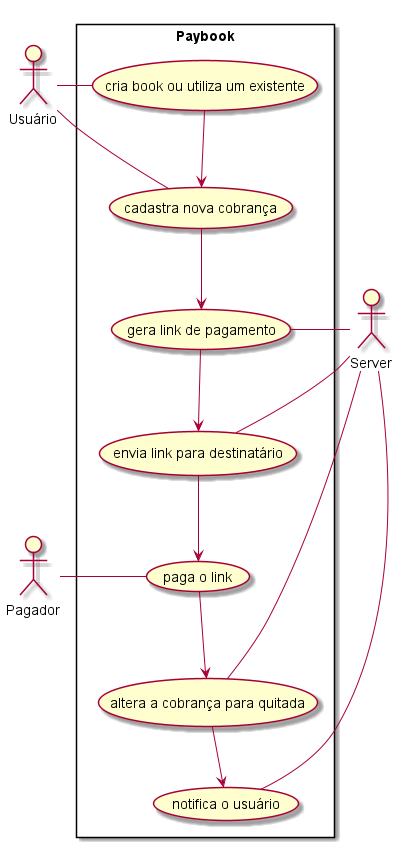 Paybook
cria book ou utiliza um existente
Usuário
cadastra nova cobrança
gera link de pagamento
Server
envia link para destinatário
paga o link
Pagador
altera a cobrança para quitada
notifica o usuário